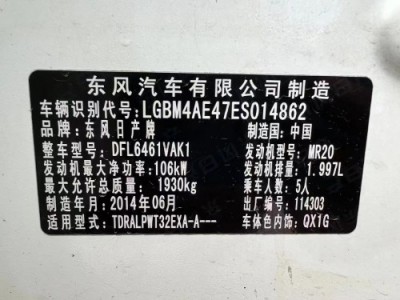 东风汽车有限公司制造
车辆识别代号: LGBM4AE47ES014862
品牌: 东风日产牌 制造国: 中国
整车型号: DFL6461VAK1 发动机型号: MR20
发动机最大净功率: 106kW 发动机排量: 1.997L
最大允许总质量: 1930kg 乘车人数: 5人
制造年月: 2014年06月 出厂编号: 114303
适用型式: TDRALPWT32EXA-A--- 车体色内饰: QX1G